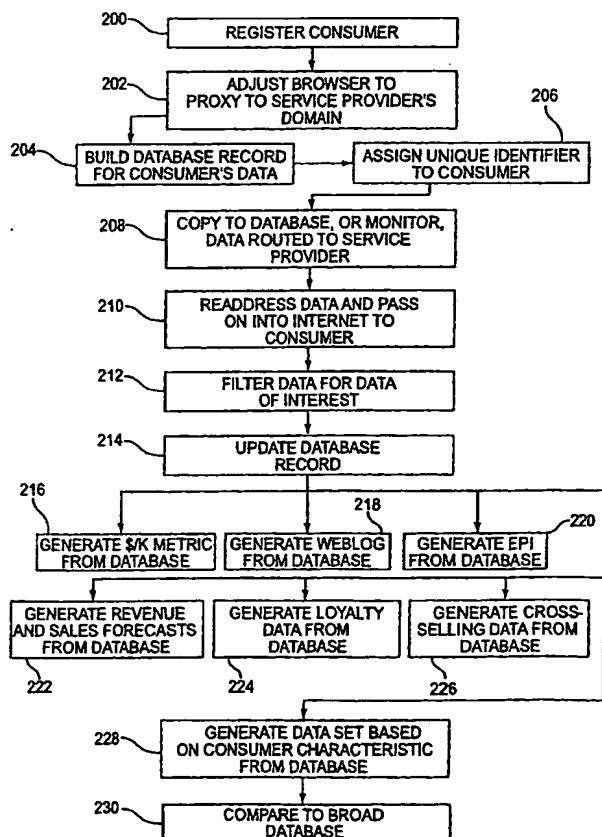 200
REGISTER CONSUMER
202
ADJUST BROWSER TO
PROXY TO SERVICE PROVIDER'S
DOMAIN
206
204
BUILD DATABASE RECORD
FOR CONSUMER'S DATA
ASSIGN UNIQUE IDENTIFIER
TO CONSUMER
208
COPY TO DATABASE, OR MONITOR,
DATA ROUTED TO SERVICE
PROVIDER
210
READDRESS DATA AND PASS
ON INTO INTERNET TO
CONSUMER
212
FILTER DATA FOR DATA
OF INTEREST
214
UPDATE DATABASE
RECORD
216
GENERATE $/K METRIC
FROM DATABASE
218
GENERATE WEBLOG
FROM DATABASE
220
GENERATE EPI
FROM DATABASE
GENERATE REVENUE
AND SALES FORECASTS
FROM DATABASE
222
GENERATE LOYALTY
DATA FROM
DATABASE
224
GENERATE CROSS-
SELLING DATA FROM
DATABASE
226
228
GENERATE DATA SET BASED
ON CONSUMER CHARACTERISTIC
FROM DATABASE
230
COMPARE TO BROAD
DATABASE